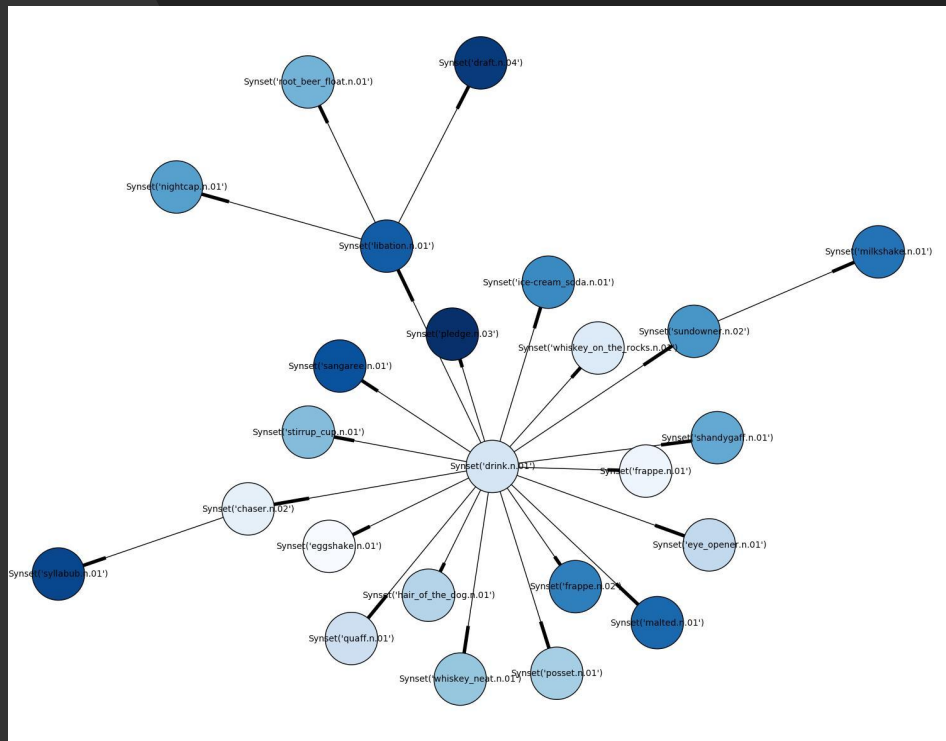 Synset('draft.n.04')
Synset('root_beer_float.n.01')
Synset('nightcap.n.01')
Synset('libation.n.01')
Synset('milkshake.n.01')
Synset('ice-cream_soda.n.01')
Synset('pledge.n.03')
Synset('sundowner.n.02')
Synset('whiskey_on_the_rocks.n.01')
Synset('sangaree.n.01')
Synset('stirrup_cup.n.01')
Synset('shandygaff.n.01')
Synset('drink.n.01')
Synset('frappe.n.01')
Synset('chaser.n.02')
Synset('eggshake.n.01')
Synset('eye_opener.n.01')
Synset('syllabub.n.01')
Synset('frappe.n.02')
Synset('hair_of_the_dog.n.01')
Synset('malted.n.01')
Synset('quaff.n.01')
Synset('posset.n.01')
Synset('whiskey_neat.n.01')